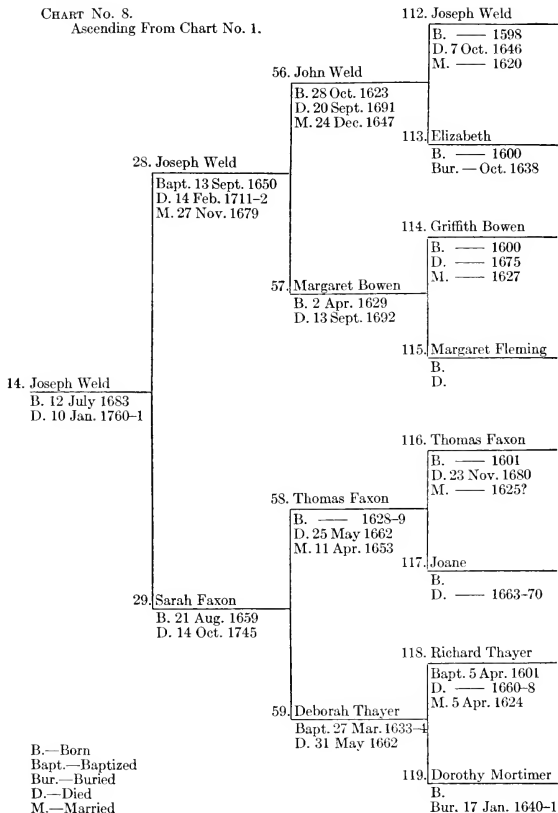 CHART NO. 8.
Ascending From Chart No. 1.
112. Joseph Weld
B. —— 1598
D. 7 Oct. 1646
M. —— 1620
56. John Weld
B. 28 Oct. 1623
D. 20 Sept. 1691
M. 24 Dec. 1647
113. Elizabeth
B. —— 1600
Bur. — Oct. 1638
28. Joseph Weld
Bapt. 13 Sept. 1650
D. 14 Feb. 1711-2
M. 27 Nov. 1679
114. Griffith Bowen
B. —— 1600
D. —— 1675
M. —— 1627
57. Margaret Bowen
B. 2 Apr. 1629
D. 13 Sept. 1692
115. Margaret Fleming
B.
D.
14. Joseph Weld
B. 12 July 1683
D. 10 Jan. 1760-1
116. Thomas Faxon
B. —— 1601
D. 23 Nov. 1680
M. —— 1625?
58. Thomas Faxon
B. —— 1628-9
D. 25 May 1662
M. 11 Apr. 1653
117. Joane
B.
D. —— 1663-70
29. Sarah Faxon
B. 21 Aug. 1659
D. 14 Oct. 1745
118. Richard Thayer
Bapt. 5 Apr. 1601
D. —— 1660-8
M. 5 Apr. 1624
59. Deborah Thayer
Bapt. 27 Mar. 1633-4
D. 31 May 1662
119. Dorothy Mortimer
B.
Bur. 17 Jan. 1640-1
B.—Born
Bapt.—Baptized
Bur.—Buried
D.—Died
M.—Married